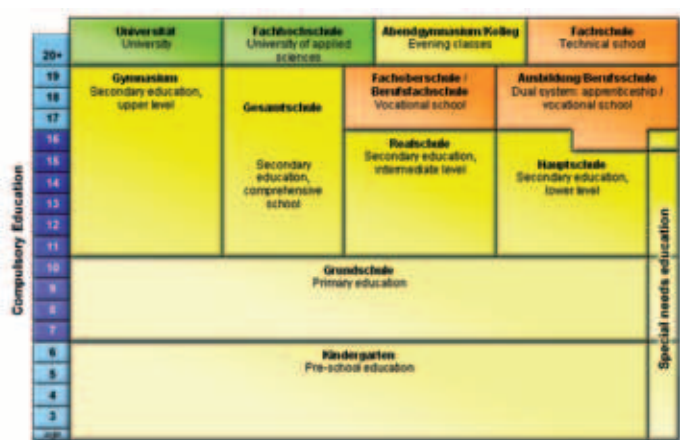 Universität
University
Fachhochschule
University of applied
sciences
Abendgymnasium/Kolleg
Evening classes
Fachschule
Technical school
20+
19
18
17
16
15
14
13
12
11
10
9
8
7
6
5
4
3
age
Compulsory Education
Gymnasium
Secondary education,
upper level
Gesamtschule
Secondary
education,
comprehensive
school
Fachoberschule /
Berufsfachschule
Vocational school
Ausbildung/Berufsschule
Dual system: apprenticeship /
vocational school
Realschule
Secondary education,
intermediate level
Hauptschule
Secondary education,
lower level
Grundschule
Primary education
Kindergarten
Pre-school education
Special needs education